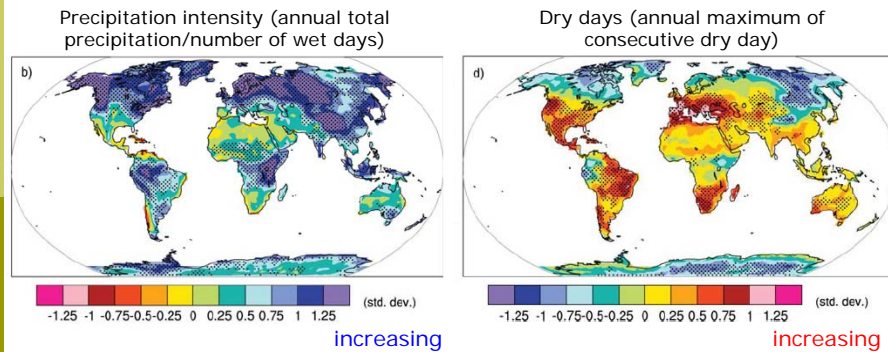 Precipitation intensity (annual total
precipitation/number of wet days)
b)
(std. dev.)
-1.25 -1 -0.75-0.5-0.25 0 0.25 0.5 0.75 1 1.25
increasing
Dry days (annual maximum of
consecutive dry day)
d)
(std. dev.)
-1.25 -1 -0.75-0.5-0.25 0 0.25 0.5 0.75 1 1.25
increasing